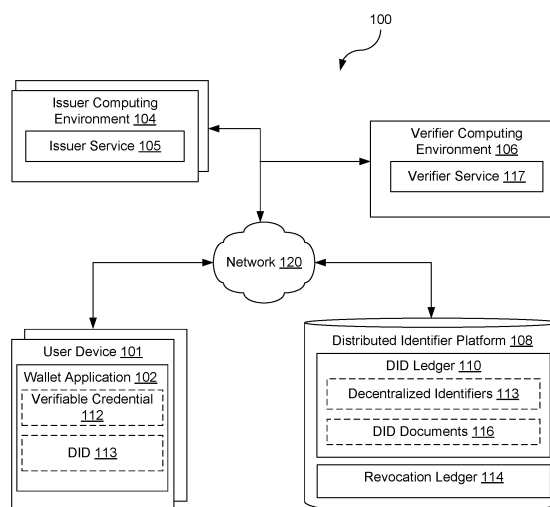 100
Issuer Computing
Environment 104
Issuer Service 105
Verifier Computing
Environment 106
Verifier Service 117
Network 120
User Device 101
Wallet Application 102
Verifiable Credential
112
DID 113
Distributed Identifier Platform 108
DID Ledger 110
Decentralized Identifiers 113
DID Documents 116
Revocation Ledger 114